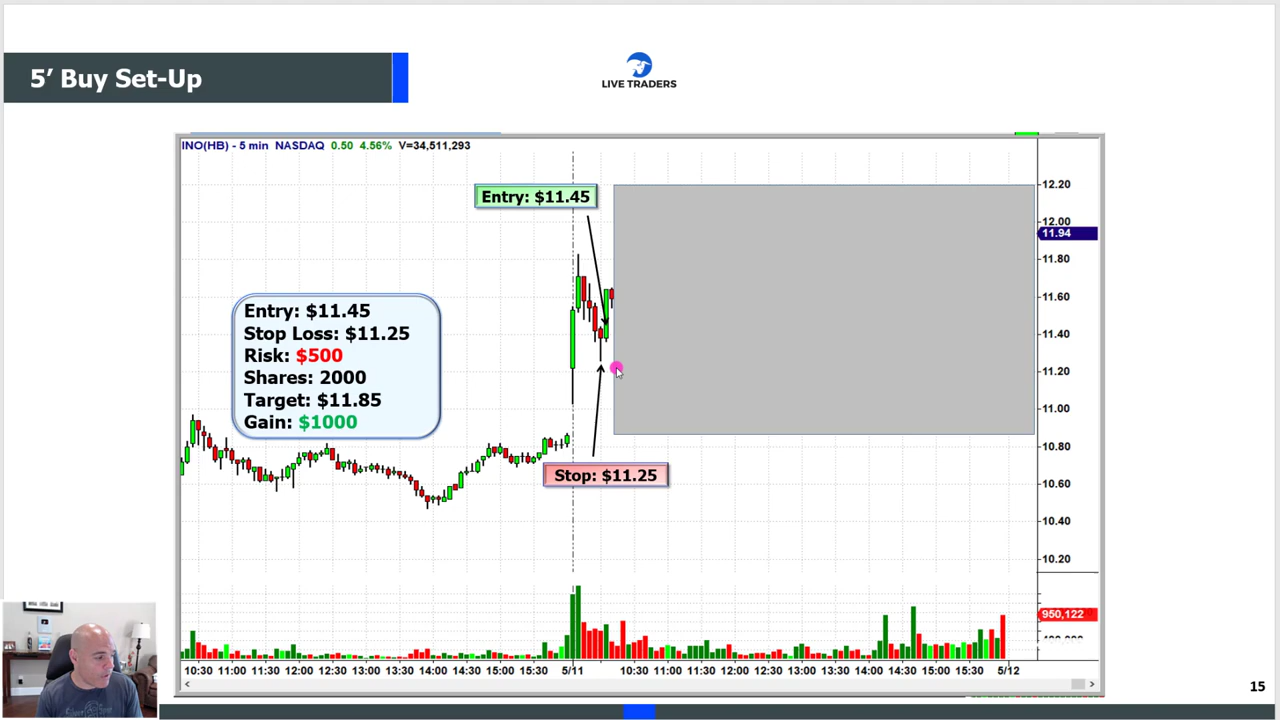 5’ Buy Set-Up
LIVE TRADERS
INO(HB) - 5 min NASDAQ 0.50 4.56% V=34,511,293
Entry: $11.45
12.20
12.00
11.94
11.80
11.60
11.40
11.20
11.00
10.80
10.60
10.40
10.20
Entry: $11.45
Stop Loss: $11.25
Risk: $500
Shares: 2000
Target: $11.85
Gain: $1000
Stop: $11.25
950,122
10:30 11:00 11:30 12:00 12:30 13:00 13:30 14:00 14:30 15:00 15:30 5/11 10:30 11:00 11:30 12:00 12:30 13:00 13:30 14:00 14:30 15:00 15:30 5/12
15